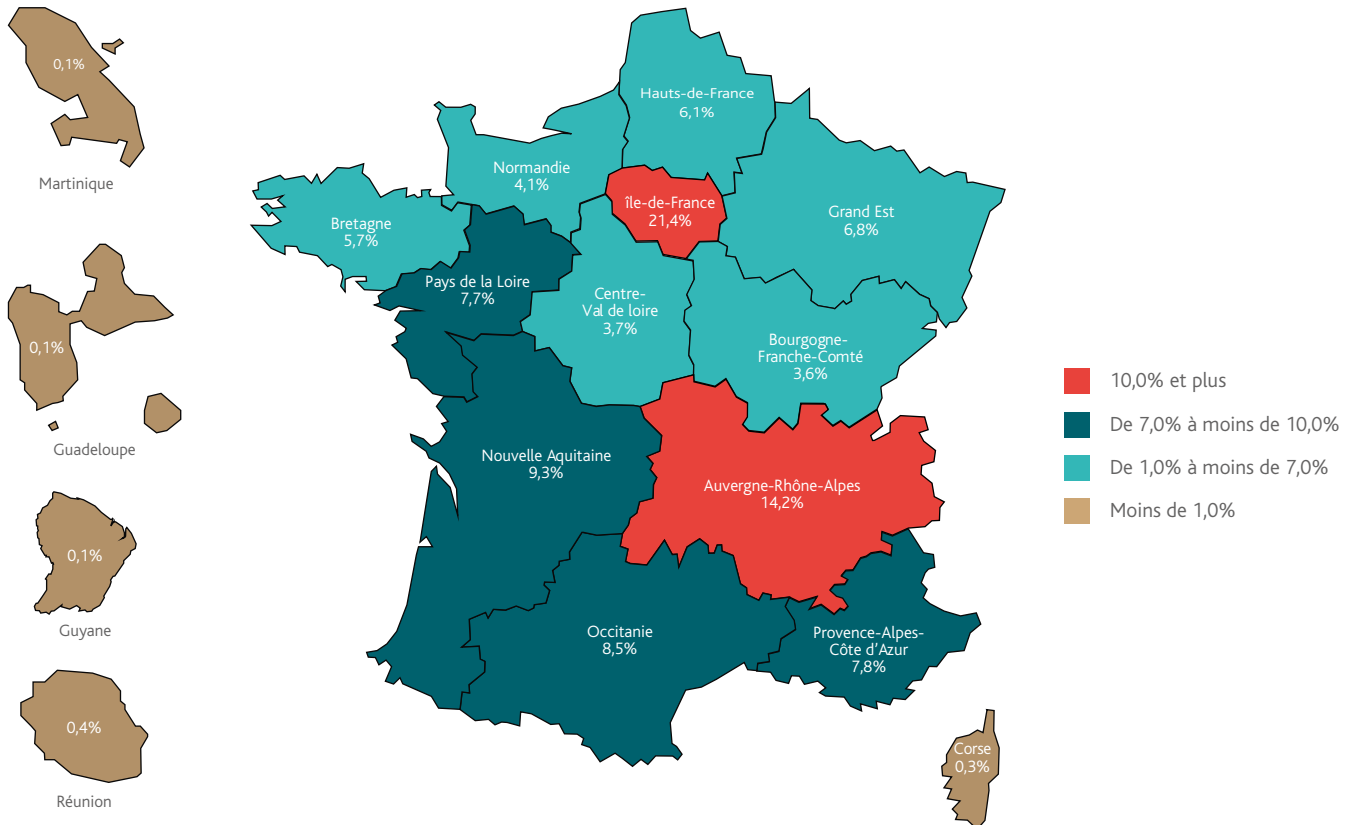 0,1%
Martinique
0,1%
Guadeloupe
0,1%
Guyane
0,4%
Réunion
Hauts-de-France
6,1%
Normandie
4,1%
île-de-France
21,4%
Grand Est
6,8%
Bretagne
5,7%
Pays de la Loire
7,7%
Centre-
Val de loire
3,7%
Bourgogne-
Franche-Comté
3,6%
Nouvelle Aquitaine
9,3%
Auvergne-Rhône-Alpes
14,2%
Occitanie
8,5%
Provence-Alpes-
Côte d'Azur
7,8%
Corse
0,3%
10,0% et plus
De 7,0% à moins de 10,0%
De 1,0% à moins de 7,0%
Moins de 1,0%